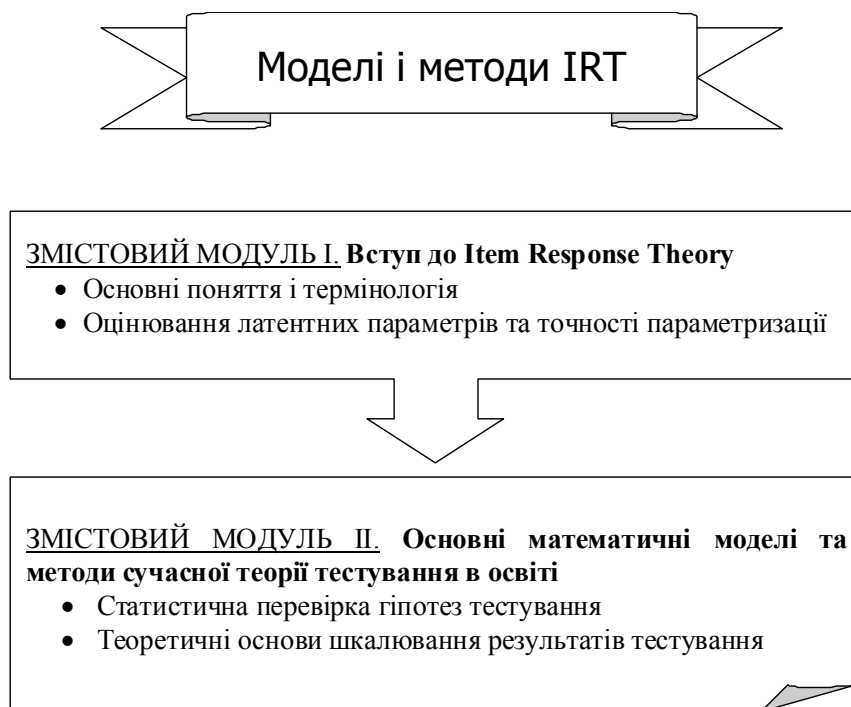 Моделі і методи IRT
ЗМІСТОВИЙ МОДУЛЬ І. Вступ до Item Response Theory
• Основні поняття і термінологія
• Оцінювання латентних параметрів та точності параметризації
ЗМІСТОВИЙ МОДУЛЬ ІІ. Основні математичні моделі та
методи сучасної теорії тестування в освіті
• Статистична перевірка гіпотез тестування
• Теоретичні основи шкалювання результатів тестування